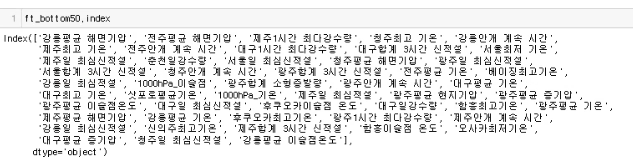 1 ft_bottom50.index
Index(['강릉평균 해면기압', '전주평균 해면기압', '제주1시간 최다강수량', '청주최고 기온', '강릉안개 계속 시간',
'제주최고 기온', '전주안개 계속 시간', '대구1시간 최다강수량', '대구합계 3시간 신적설', '서울최저 기온',
'제주일 최심신적설', '춘천일강수량', '서울일 최심신적설', '청주평균 해면기압', '광주일 최심신적설',
'서울합계 3시간 신적설', '청주안개 계속 시간', '광주합계 3시간 신적설', '전주평균 기온', '베이징최고기온',
'강릉최심적설', '1000hPa_이슬점', '광주합계 소형증발량', '광주안개 계속 시간', '대구평균 기온',
'대구최고 기온', '삿포로평균기온', '1000hPa_기온', '제주일 최심적설', '광주평균 현지기압', '광주평균 증기압',
'광주평균 이슬점온도', '대구일 최심신적설', '후쿠오카이슬점 온도', '대구일강수량', '함흥최고기온', '광주평균 기온',
'제주평균 해면기압', '강릉평균 기온', '후쿠오카최고기온', '광주1시간 최다강수량', '제주안개 계속 시간',
'강릉일 최심적설', '신의주최고기온', '제주합계 3시간 신적설', '함흥이슬점 온도', '오사카최저기온',
'대구평균 증기압', '청주일 최심신적설', '강릉평균 이슬점온도'],
dtype='object')